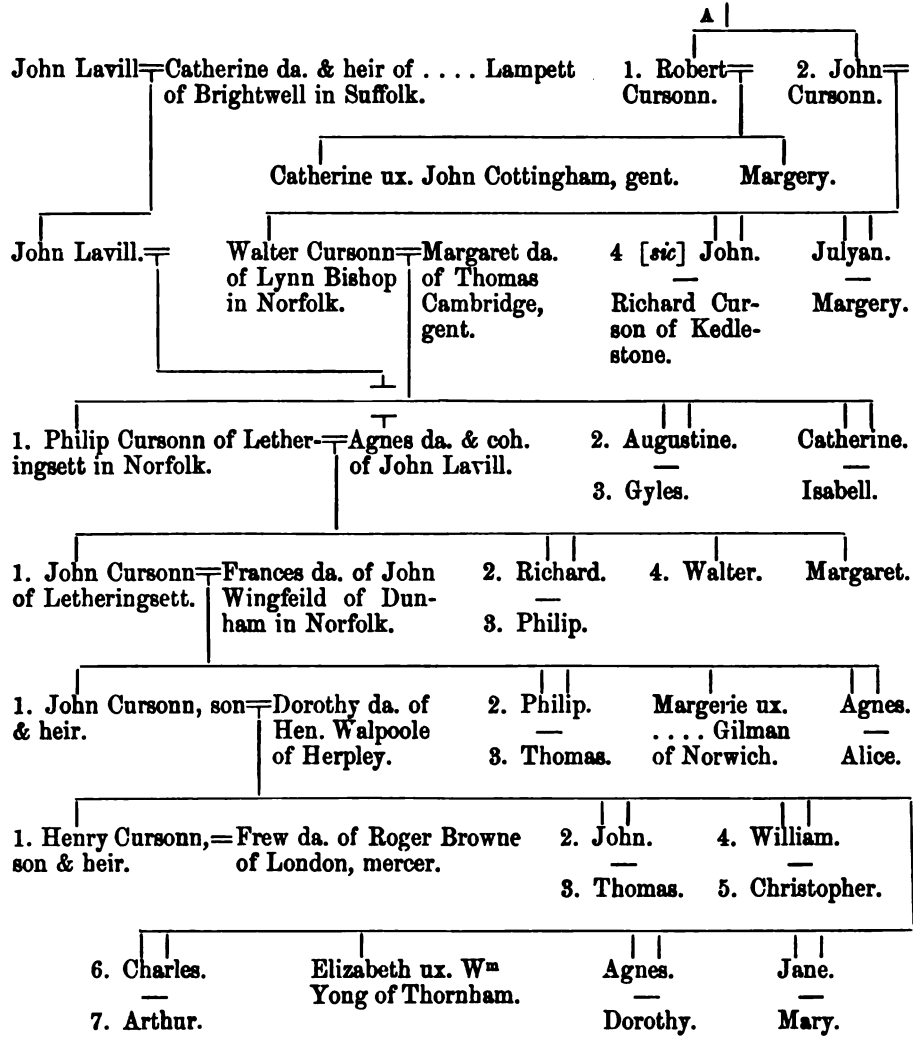 A
John Lavill=Catherine da. & heir of . . . . Lampett
of Brightwell in Suffolk.
1. Robert=
Cursonn.
2. John=
Cursonn.
Catherine ux. John Cottingham, gent.
Margery.
John Lavill.=
Walter Cursonn=Margaret da.
of Lynn Bishop
in Norfolk.
of Thomas
Cambridge,
gent.
4 [sic] John.
—
Richard Cur-
son of Kedle-
stone.
Julyan.
—
Margery.
1. Philip Cursonn of Lether-=Agnes da. & coh.
ingsett in Norfolk.
of John Lavill.
2. Augustine.
—
3. Gyles.
Catherine.
—
Isabell.
1. John Cursonn=Frances da. of John
of Letheringsett.
Wingfeild of Dun-
ham in Norfolk.
2. Richard.
—
3. Philip.
4. Walter.
Margaret.
1. John Cursonn, son=Dorothy da. of
& heir.
Hen. Walpoole
of Herpley.
2. Philip.
—
3. Thomas.
Margerie ux.
. . . . Gilman
of Norwich.
Agnes.
—
Alice.
1. Henry Cursonn,=Frew da. of Roger Browne
son & heir.
of London, mercer.
2. John.
—
3. Thomas.
4. William.
—
5. Christopher.
6. Charles.
—
7. Arthur.
Elizabeth ux. Wᵐ
Yong of Thornham.
Agnes.
—
Dorothy.
Jane.
—
Mary.